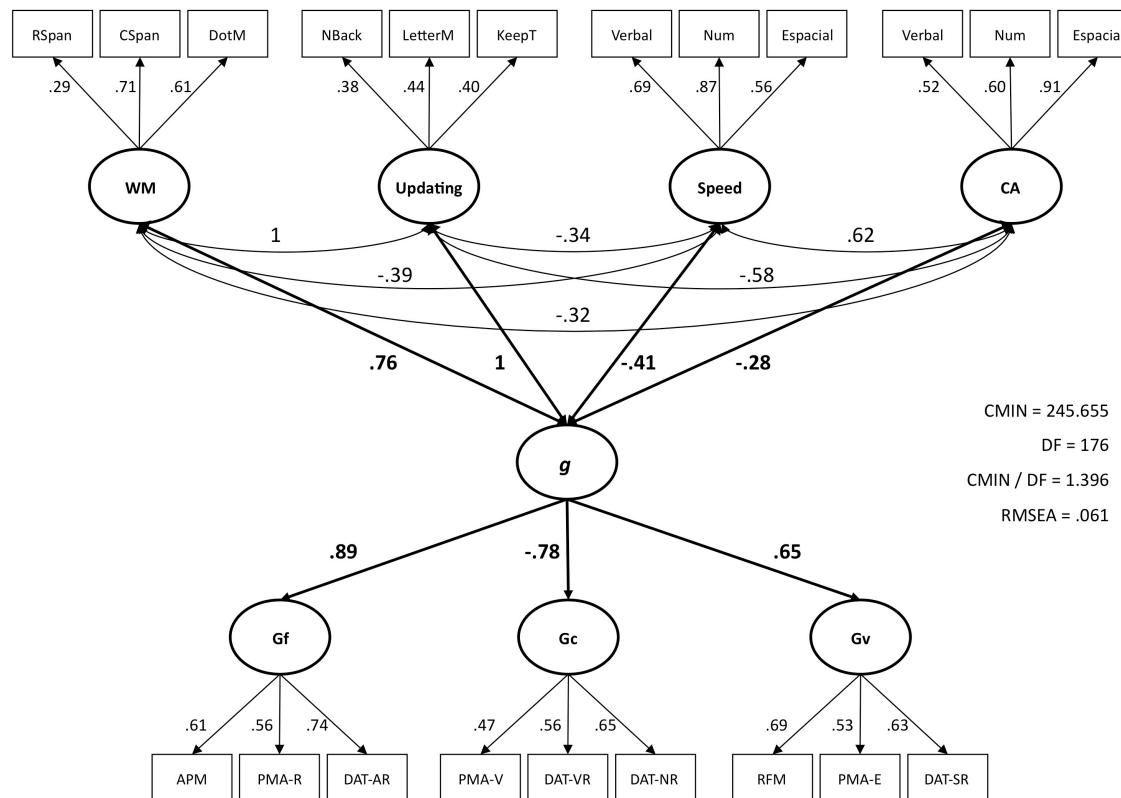 RSpan CSpan DotM NBack LetterM KeepT Verbal Num Espacial Verbal Num Espacial
.29 .71 .61 .38 .44 .40 .69 .87 .56 .52 .60 .91
WM Updating Speed CA
1 -.34 .62
-.39 -.58
-.32
.76 1 -.41 -.28
CMIN = 245.655
DF = 176
g
CMIN / DF = 1.396
RMSEA = .061
.89 -.78 .65
Gf Gc Gv
.61 .56 .74 .47 .56 .65 .69 .53 .63
APM PMA-R DAT-AR PMA-V DAT-VR DAT-NR RFM PMA-E DAT-SR